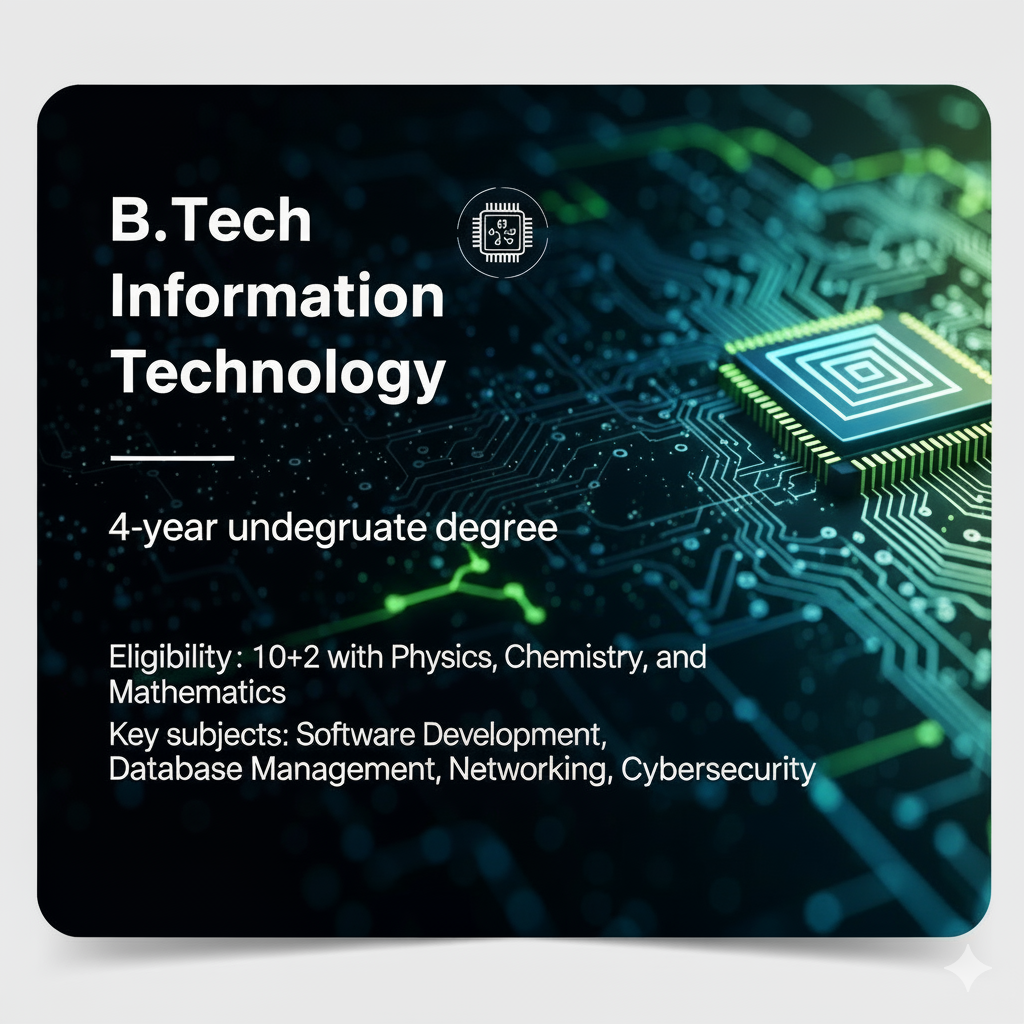 B.Tech
Information
Technology
4-year undegruate degree
Eligibility: 10+2 with Physics, Chemistry, and
Mathematics
Key subjects: Software Development,
Database Management, Networking, Cybersecurity